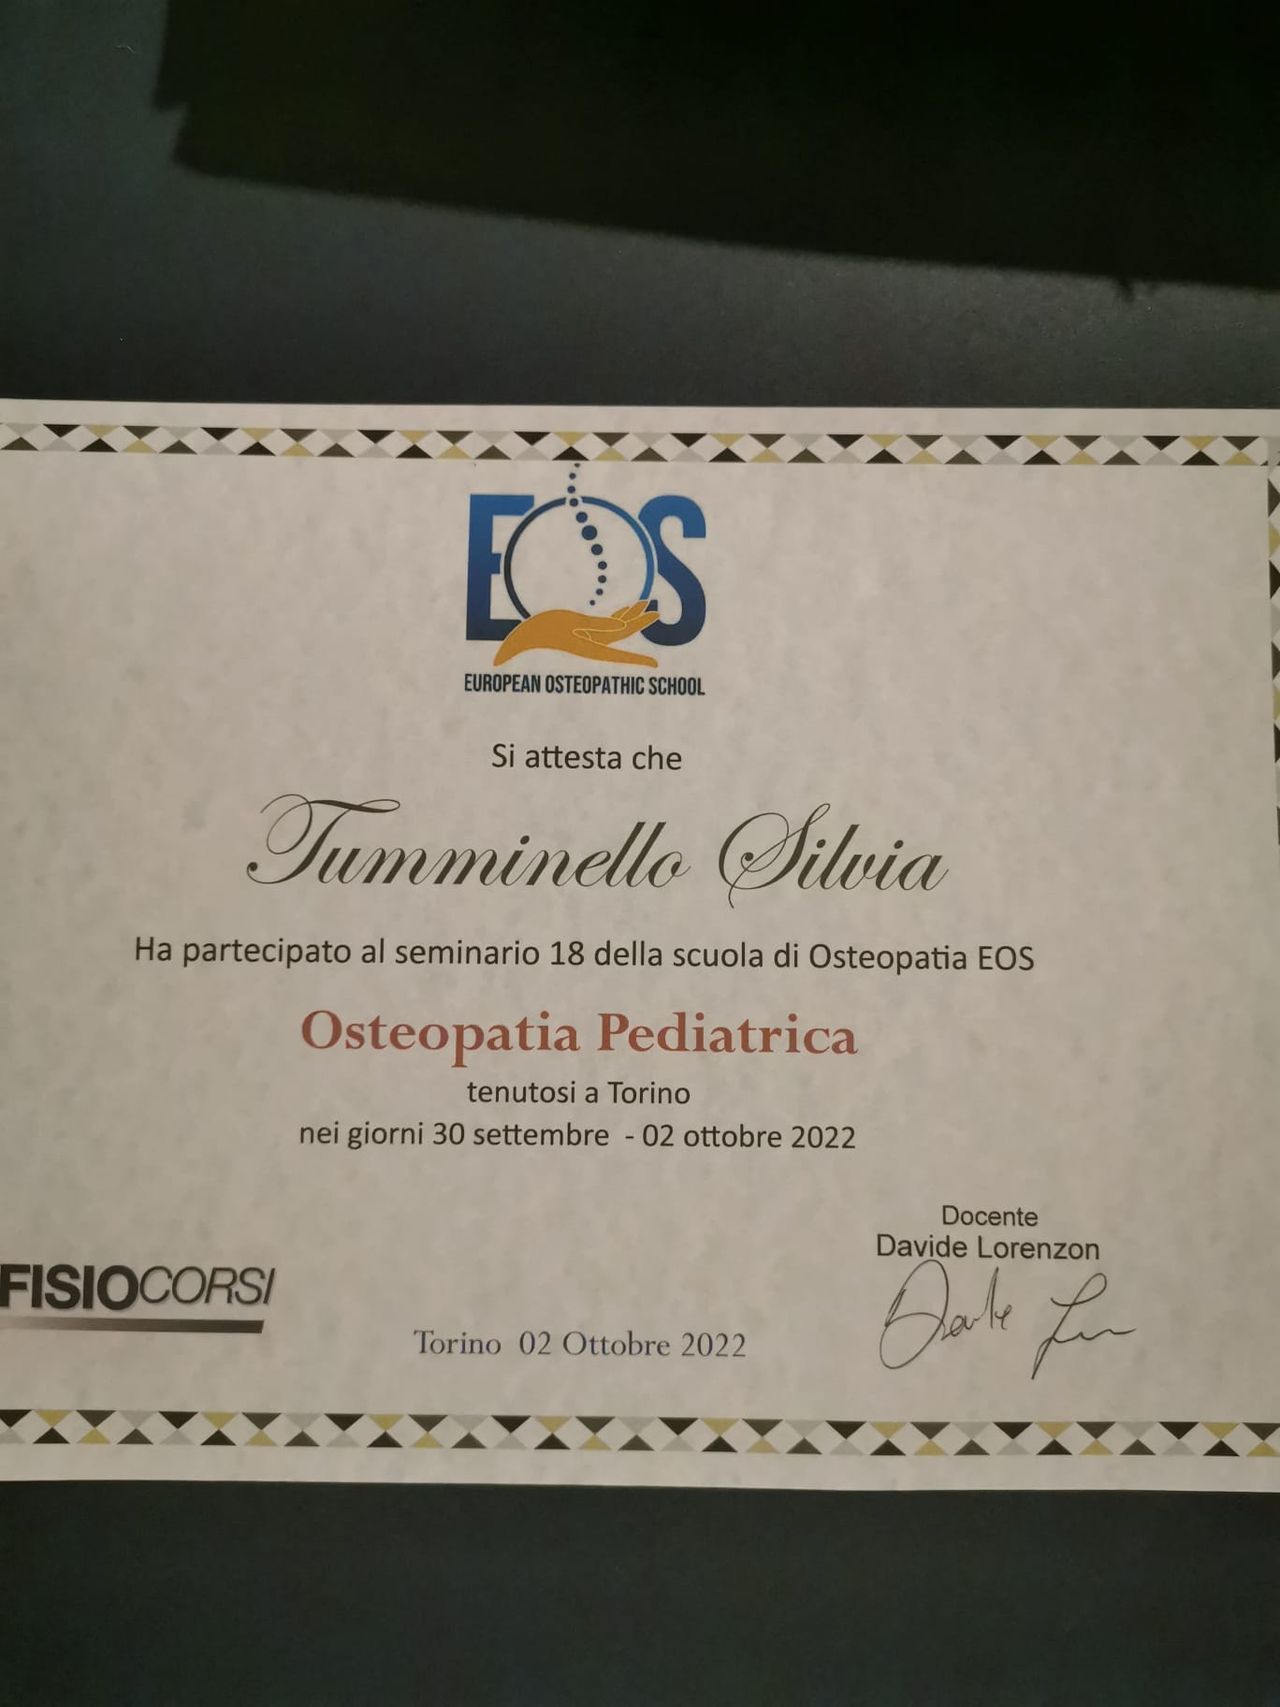 EOS
EUROPEAN OSTEOPATHIC SCHOOL
Si attesta che
Tumminello Silvia
Ha partecipato al seminario 18 della scuola di Osteopatia EOS
Osteopatia Pediatrica
tenutosi a Torino
nei giorni 30 settembre - 02 ottobre 2022
Docente
Davide Lorenzon
FISIOCORSI
Torino 02 Ottobre 2022